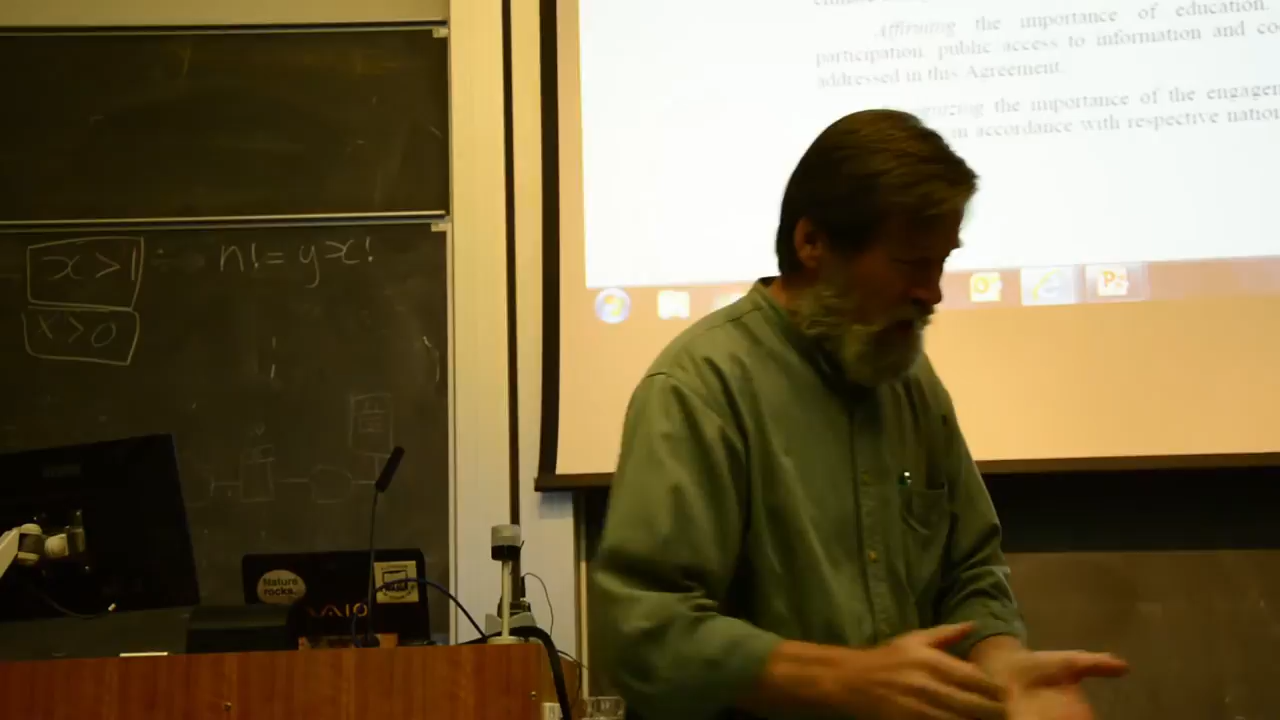 x>1
n!=yx!
x>0
Affirming the importance of education,
participation, public access to information and co
addressed in this Agreement.
the importance of the engagem
in accordance with respective natio
Nature
rocks.
VAIO